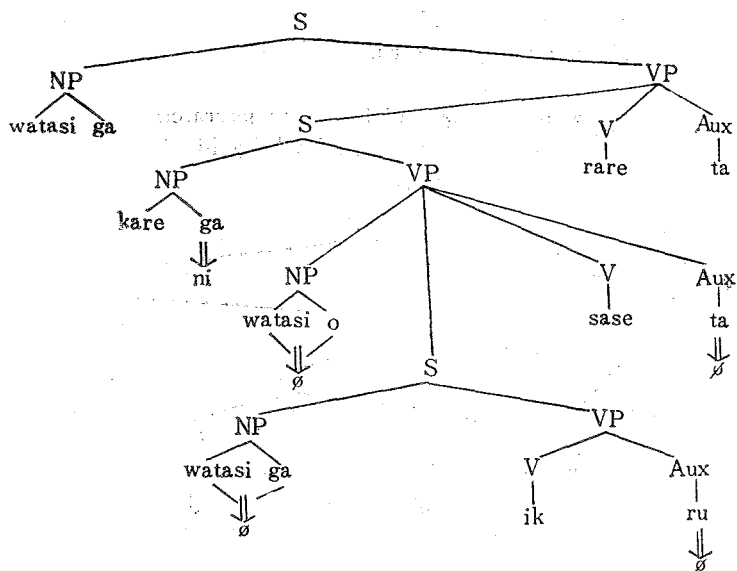 S
NP VP
watasi ga S V Aux
rare ta
NP VP
kare ga
⇓
ni NP V Aux
watasi o sase ta
⇓ ⇓
ø S ø
NP VP
watasi ga V Aux
⇓ ik ru
ø ⇓
ø